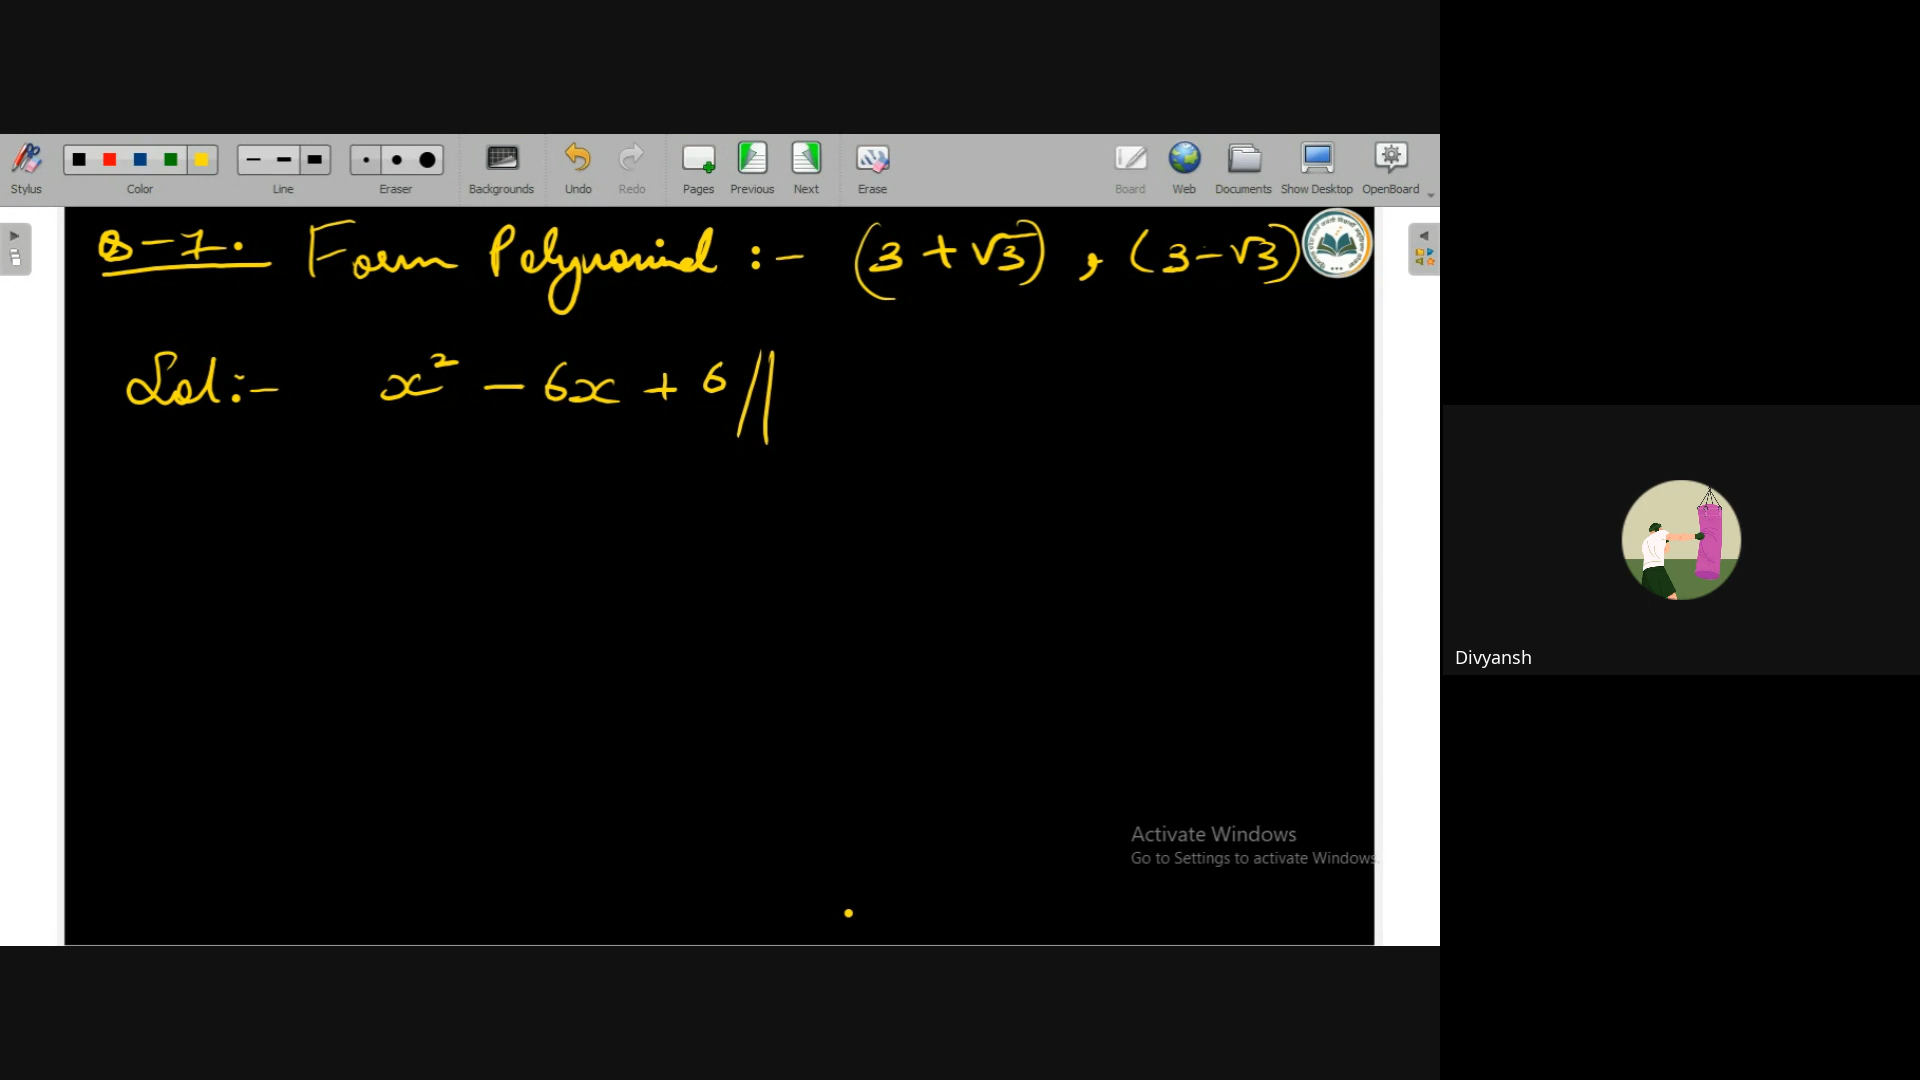 Stylus Color Line Eraser Backgrounds Undo Redo Pages Previous Next Erase Board Web Documents Show Desktop OpenBoard
Q-7. Form Polynomial :- (3 + √3) , (3 - √3)
Sol:- x² - 6x + 6 //
Divyansh
Activate Windows
Go to Settings to activate Windows.